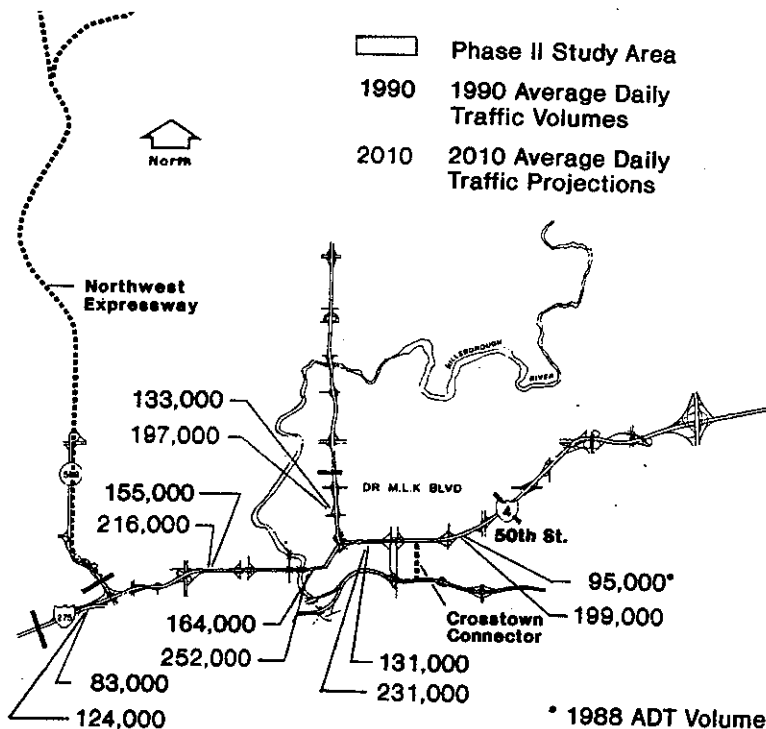 Phase II Study Area
1990 1990 Average Daily
Traffic Volumes
2010 2010 Average Daily
Traffic Projections
North
Northwest
Expressway
HILLSBOROUGH
RIVER
133,000
197,000
DR M.L.K BLVD
155,000
216,000
4
50th St.
95,000*
199,000
Crosstown
Connector
164,000
252,000
131,000
231,000
275
83,000
124,000
* 1988 ADT Volume